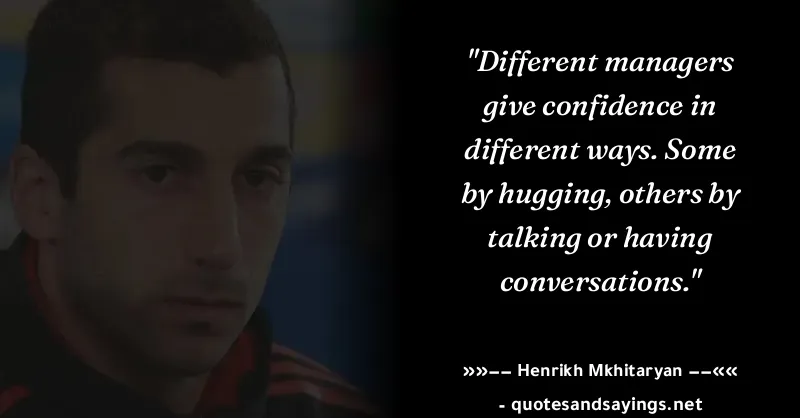 "Different managers
give confidence in
different ways. Some
by hugging, others by
talking or having
conversations."
»»–– Henrikh Mkhitaryan ––««
- quotesandsayings.net